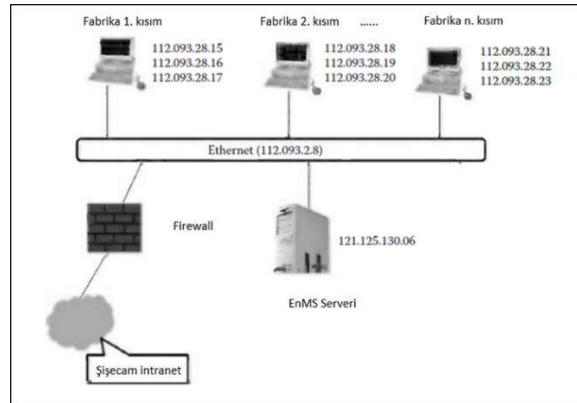 Fabrika 1. kısım
Fabrika 2. kısım
......
Fabrika n. kısım
112.093.28.15
112.093.28.16
112.093.28.17
112.093.28.18
112.093.28.19
112.093.28.20
112.093.28.21
112.093.28.22
112.093.28.23
Ethernet (112.093.2.8)
Firewall
121.125.130.06
EnMS Serveri
Şişecam intranet